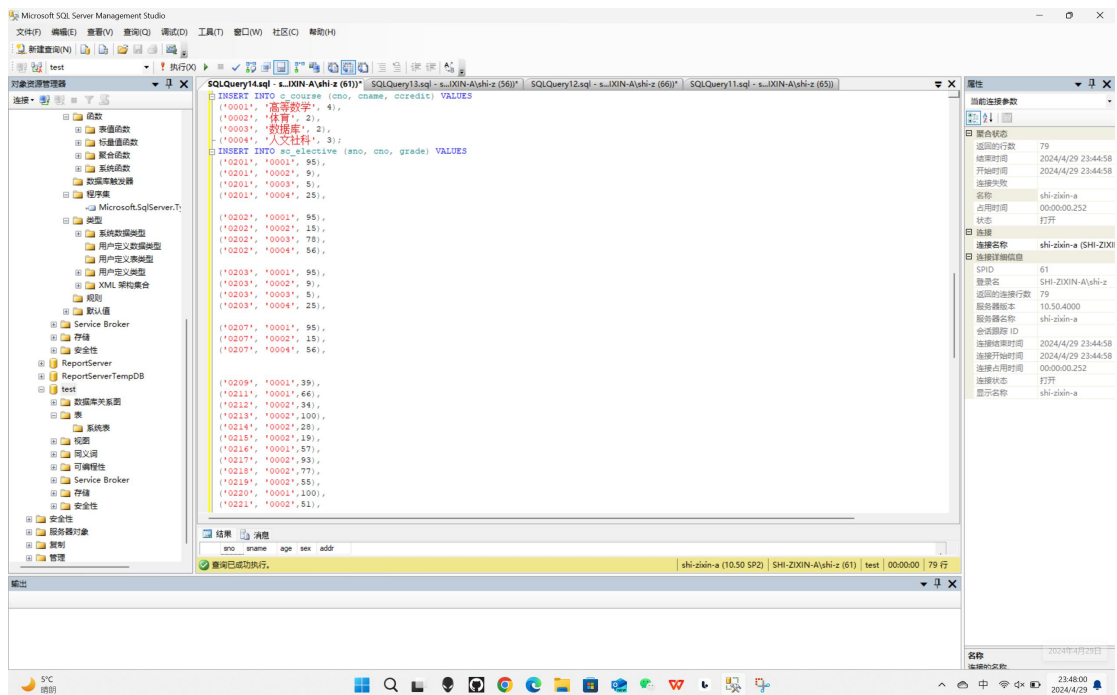 Microsoft SQL Server Management Studio
文件(F) 编辑(E) 查看(V) 查询(Q) 调试(D) 工具(T) 窗口(W) 社区(C) 帮助(H)
新建查询(N)
test 执行(X)
对象资源管理器
连接
函数
表值函数
标量值函数
聚合函数
系统函数
数据库触发器
程序集
Microsoft.SqlServer.Ty
类型
系统数据类型
用户定义数据类型
用户定义表类型
用户定义类型
XML 架构集合
规则
默认值
Service Broker
存储
安全性
ReportServer
ReportServerTempDB
test
数据库关系图
表
系统表
视图
同义词
可编程性
Service Broker
存储
安全性
安全性
服务器对象
复制
管理
SQLQuery14.sql - s...IXIN-A\shi-z (61))* SQLQuery13.sql - s...IXIN-A\shi-z (56))* SQLQuery12.sql - s...IXIN-A\shi-z (66))* SQLQuery11.sql - s...IXIN-A\shi-z (65))
INSERT INTO c_course (cno, cname, ccredit) VALUES
('0001', '高等数学', 4),
('0002', '体育', 2),
('0003', '数据库', 2),
('0004', '人文社科', 3);
INSERT INTO sc_elective (sno, cno, grade) VALUES
('0201', '0001', 95),
('0201', '0002', 9),
('0201', '0003', 5),
('0201', '0004', 25),
('0202', '0001', 95),
('0202', '0002', 15),
('0202', '0003', 78),
('0202', '0004', 56),
('0203', '0001', 95),
('0203', '0002', 9),
('0203', '0003', 5),
('0203', '0004', 25),
('0207', '0001', 95),
('0207', '0002', 15),
('0207', '0004', 56),
('0209', '0001',39),
('0211', '0001',66),
('0212', '0002',34),
('0213', '0002',100),
('0214', '0002',28),
('0215', '0002',19),
('0216', '0001',57),
('0217', '0002',93),
('0218', '0002',77),
('0219', '0002',55),
('0220', '0001',100),
('0221', '0002',51),
结果 消息
sno sname age sex addr
查询已成功执行。 shi-zixin-a (10.50 SP2) SHI-ZIXIN-A\shi-z (61) test 00:00:00 79 行
属性
当前连接参数
聚合状态
返回的行数 79
结束时间 2024/4/29 23:44:58
开始时间 2024/4/29 23:44:58
连接失败
名称 shi-zixin-a
占用时间 00:00:00.252
状态 打开
连接
连接名称 shi-zixin-a (SHI-ZIXI
连接详细信息
SPID 61
登录名 SHI-ZIXIN-A\shi-z
返回的连接行数 79
服务器版本 10.50.4000
服务器名称 shi-zixin-a
会话跟踪 ID
连接结束时间 2024/4/29 23:44:58
连接开始时间 2024/4/29 23:44:58
连接占用时间 00:00:00.252
连接状态 打开
显示名称 shi-zixin-a
名称
连接的名称。
2024年4月29日
输出
5°C
晴朗
中
23:48:00
2024/4/29